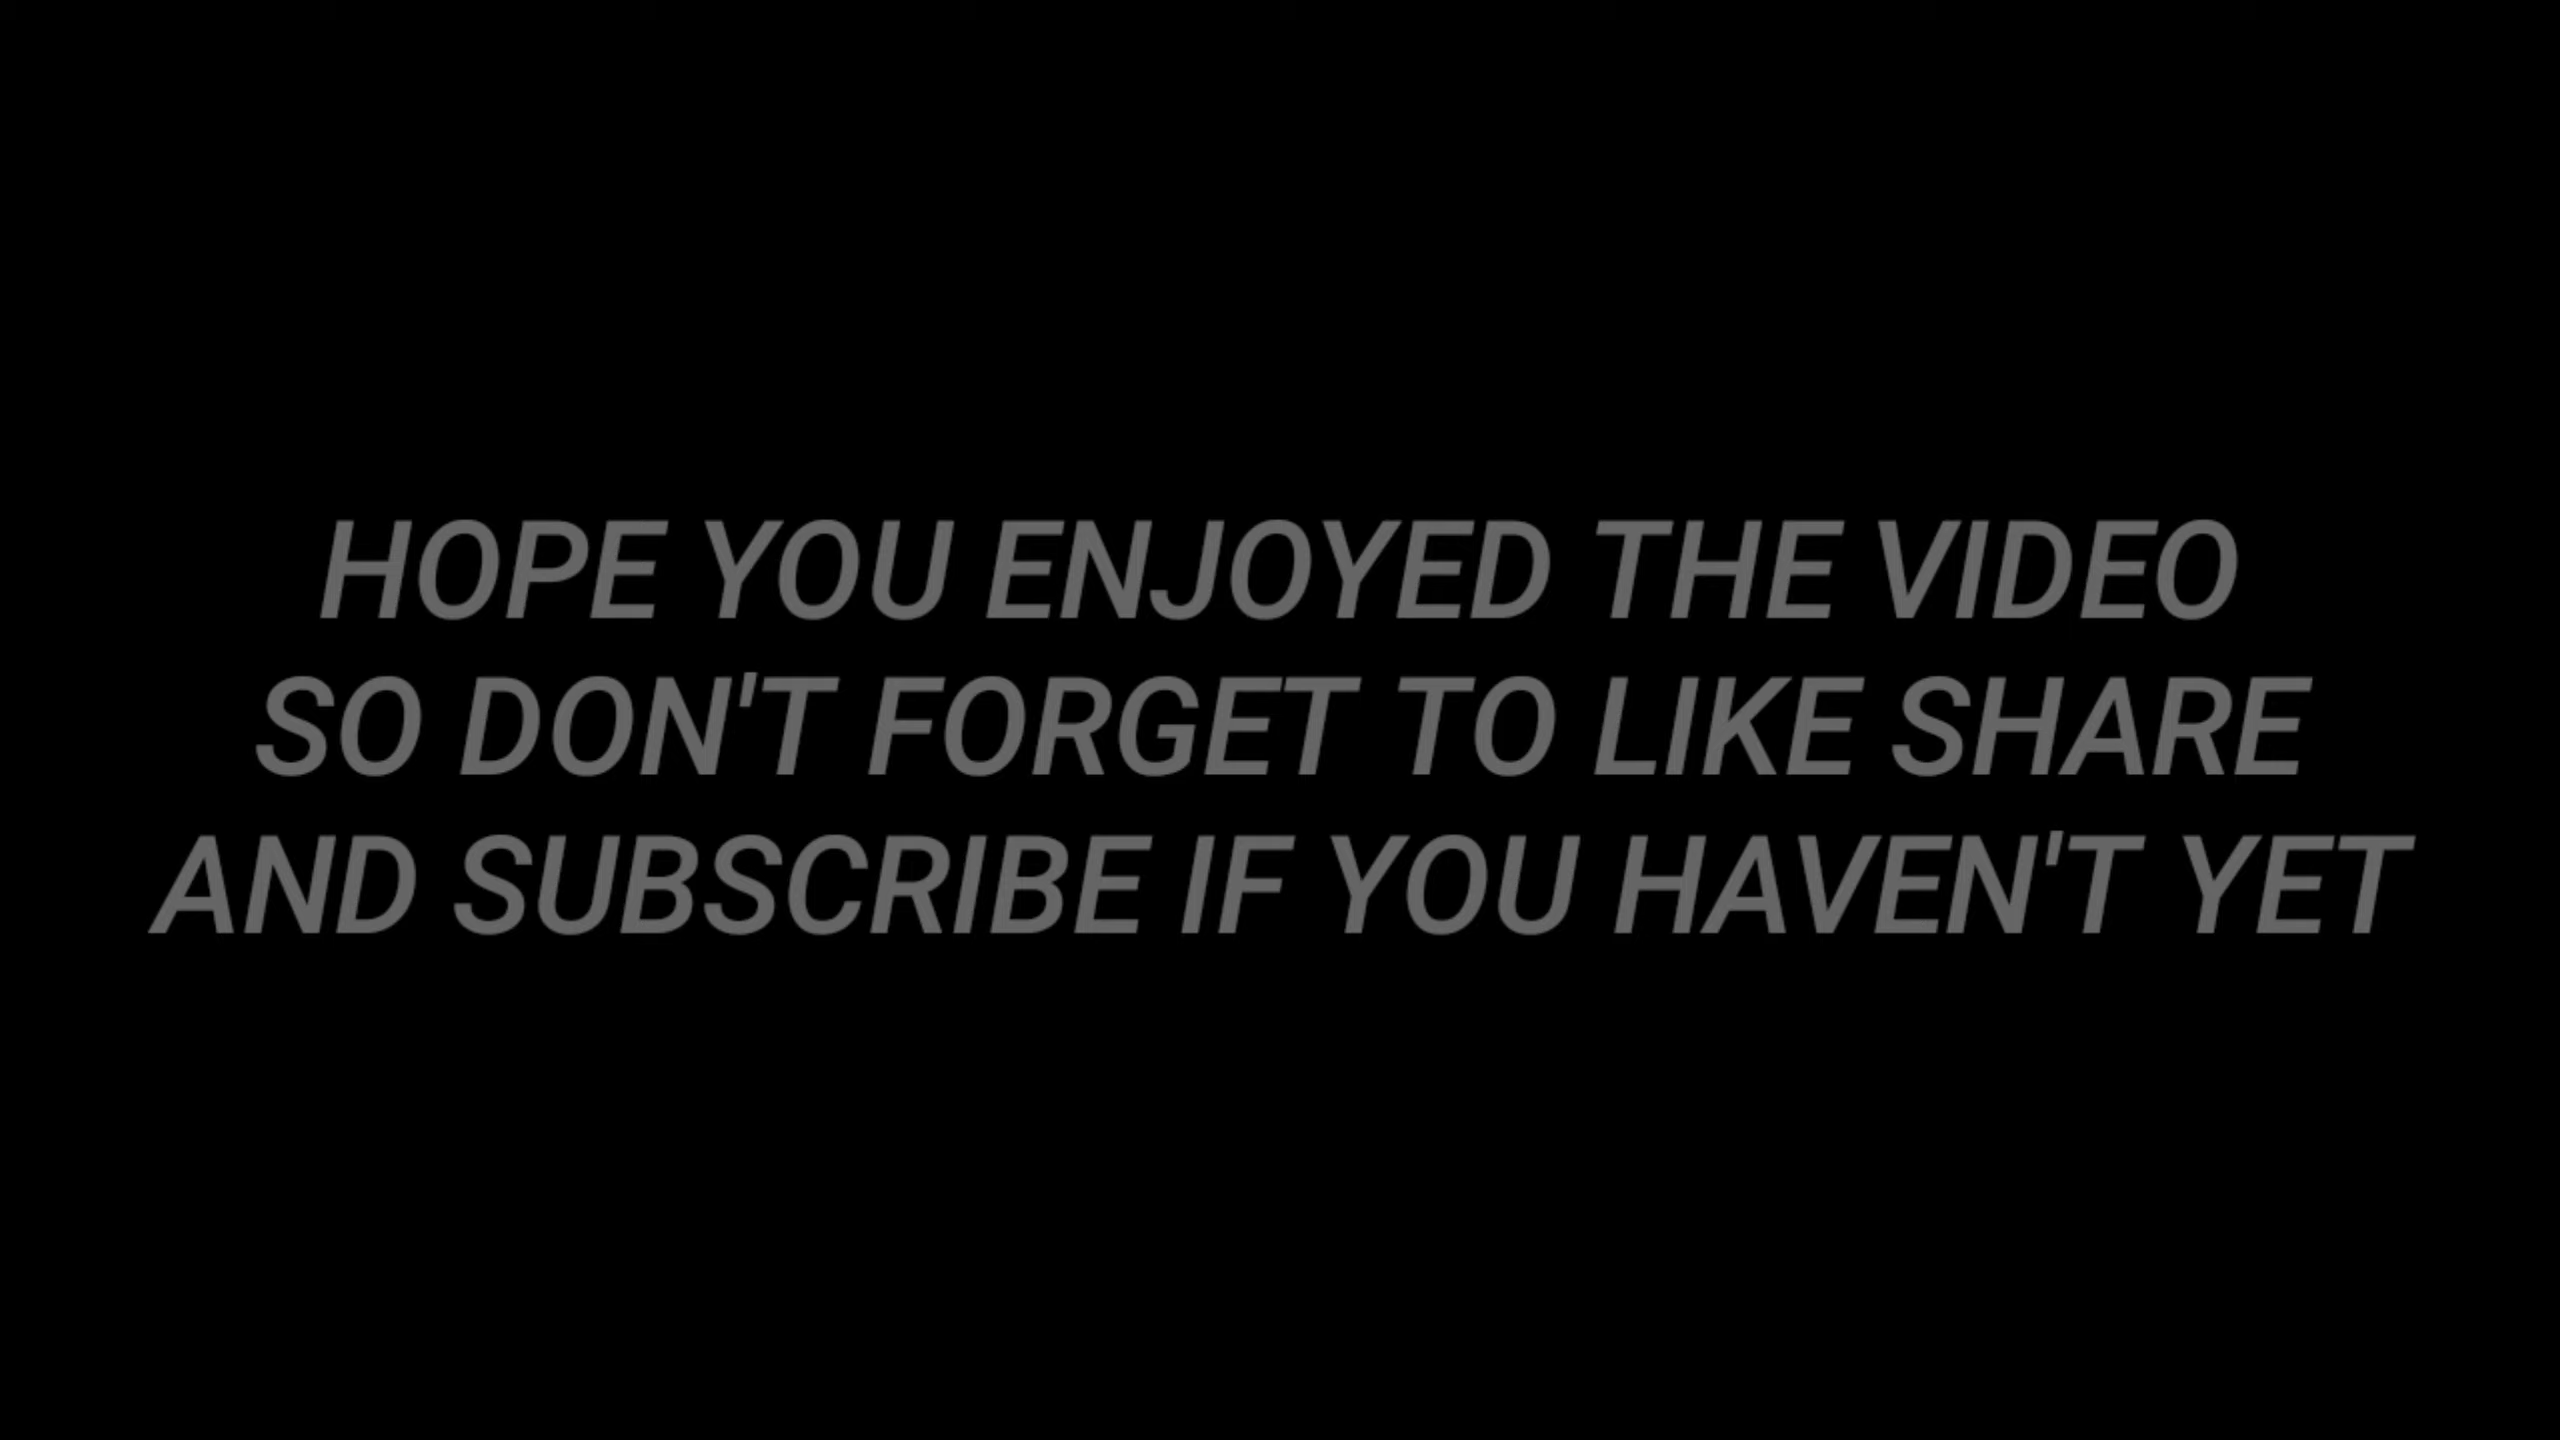 HOPE YOU ENJOYED THE VIDEO
SO DON'T FORGET TO LIKE SHARE
AND SUBSCRIBE IF YOU HAVEN'T YET